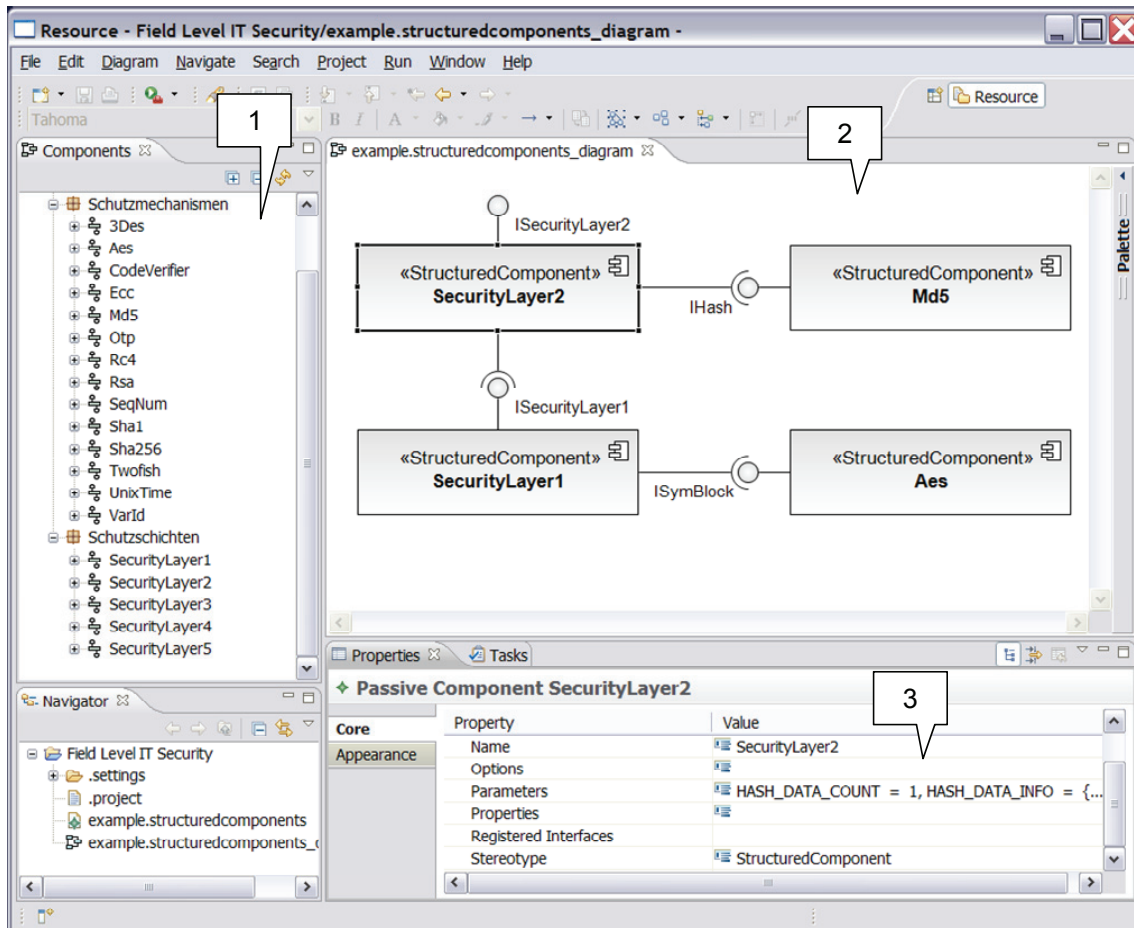 Resource - Field Level IT Security/example.structuredcomponents_diagram -
File Edit Diagram Navigate Search Project Run Window Help
Resource
Tahoma
B I A
1
2
Components
example.structuredcomponents_diagram
Palette
Schutzmechanismen
3Des
Aes
CodeVerifier
Ecc
Md5
Otp
Rc4
Rsa
SeqNum
Sha1
Sha256
Twofish
UnixTime
VarId
Schutzschichten
SecurityLayer1
SecurityLayer2
SecurityLayer3
SecurityLayer4
SecurityLayer5
ISecurityLayer2
«StructuredComponent»
SecurityLayer2
IHash
«StructuredComponent»
Md5
ISecurityLayer1
«StructuredComponent»
SecurityLayer1
ISymBlock
«StructuredComponent»
Aes
Navigator
Field Level IT Security
.settings
.project
example.structuredcomponents
example.structuredcomponents_
Properties Tasks
Passive Component SecurityLayer2
3
Core
Appearance
Property Value
Name SecurityLayer2
Options
Parameters HASH_DATA_COUNT = 1, HASH_DATA_INFO = {...
Properties
Registered Interfaces
Stereotype StructuredComponent